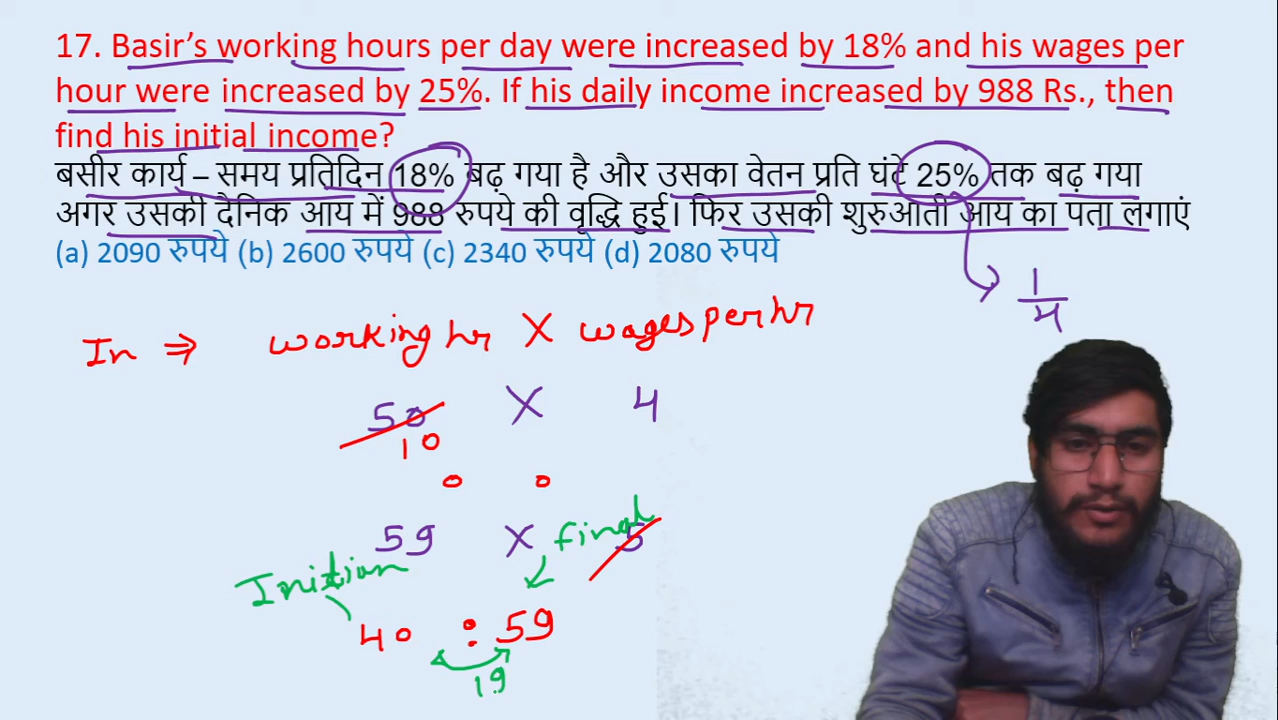 17. Basir's working hours per day were increased by 18% and his wages per
hour were increased by 25%. If his daily income increased by 988 Rs., then
find his initial income?
बसीर कार्य – समय प्रतिदिन 18% बढ़ गया है और उसका वेतन प्रति घंटे 25% तक बढ़ गया
अगर उसकी दैनिक आय में 988 रुपये की वृद्धि हुई। फिर उसकी शुरुआती आय का पता लगाएं
(a) 2090 रुपये (b) 2600 रुपये (c) 2340 रुपये (d) 2080 रुपये
1/4
In ⇒ working hr X wages per hr
50 X 4
10
59 X 5
final
Initian
40 : 59
19